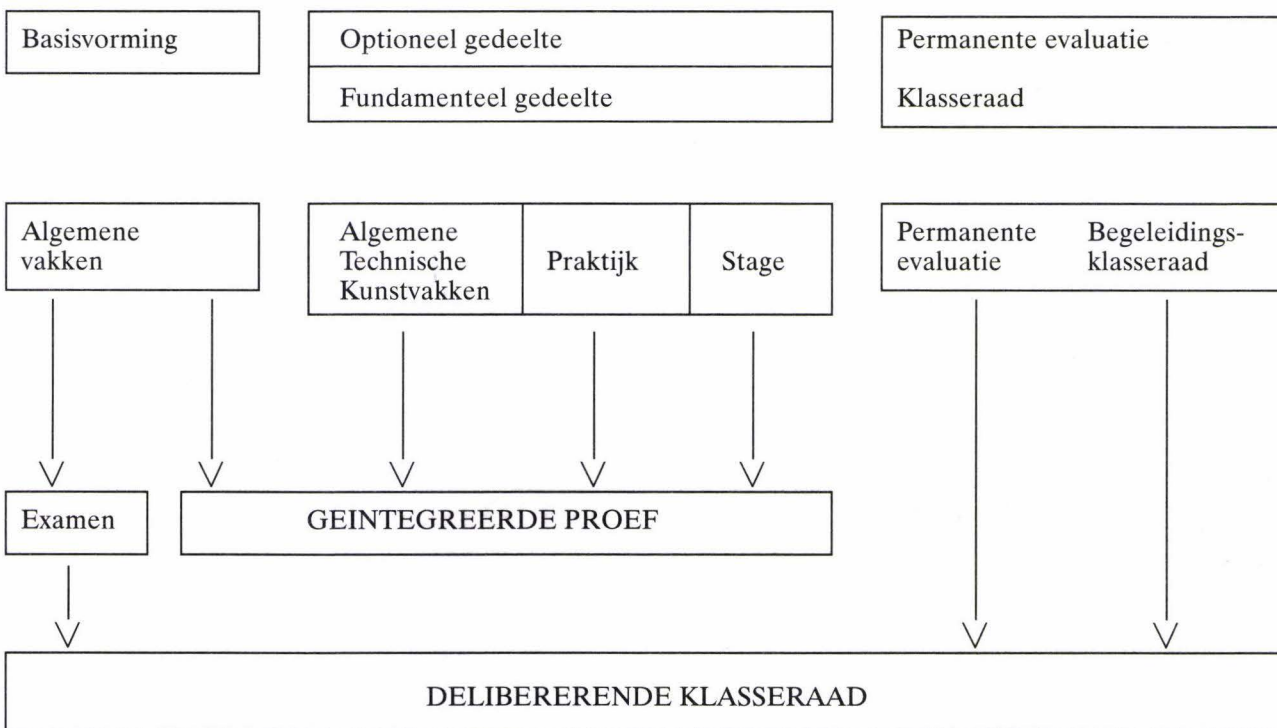 Basisvorming
Optioneel gedeelte
Fundamenteel gedeelte
Permanente evaluatie
Klasseraad
Algemene
vakken
Algemene
Technische
Kunstvakken
Praktijk
Stage
Permanente
evaluatie
Begeleidings-
klasseraad
Examen
GEINTEGREERDE PROEF
DELIBERERENDE KLASSERAAD